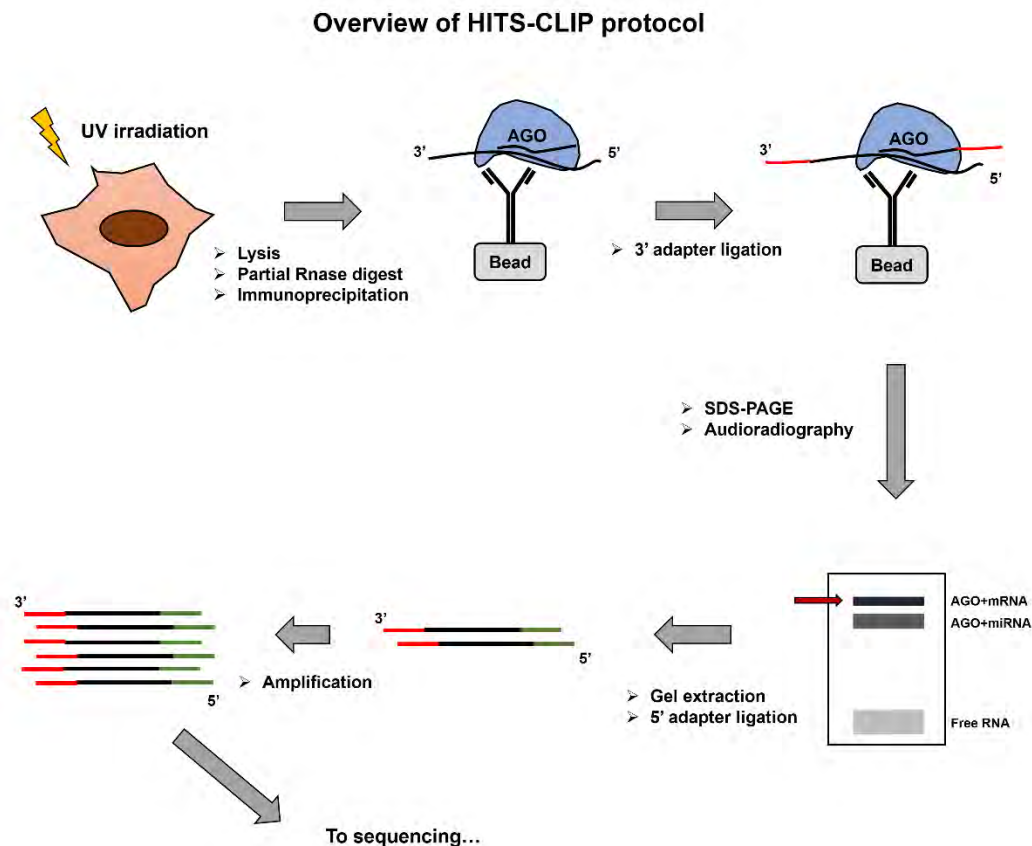 Overview of HITS-CLIP protocol
UV irradiation
➢ Lysis
➢ Partial Rnase digest
➢ Immunoprecipitation
3’
AGO
5’
Bead
➢ 3’ adapter ligation
3’
AGO
5’
Bead
➢ SDS-PAGE
➢ Audioradiography
AGO+mRNA
AGO+miRNA
Free RNA
➢ Gel extraction
➢ 5’ adapter ligation
3’
5’
➢ Amplification
3’
5’
To sequencing…